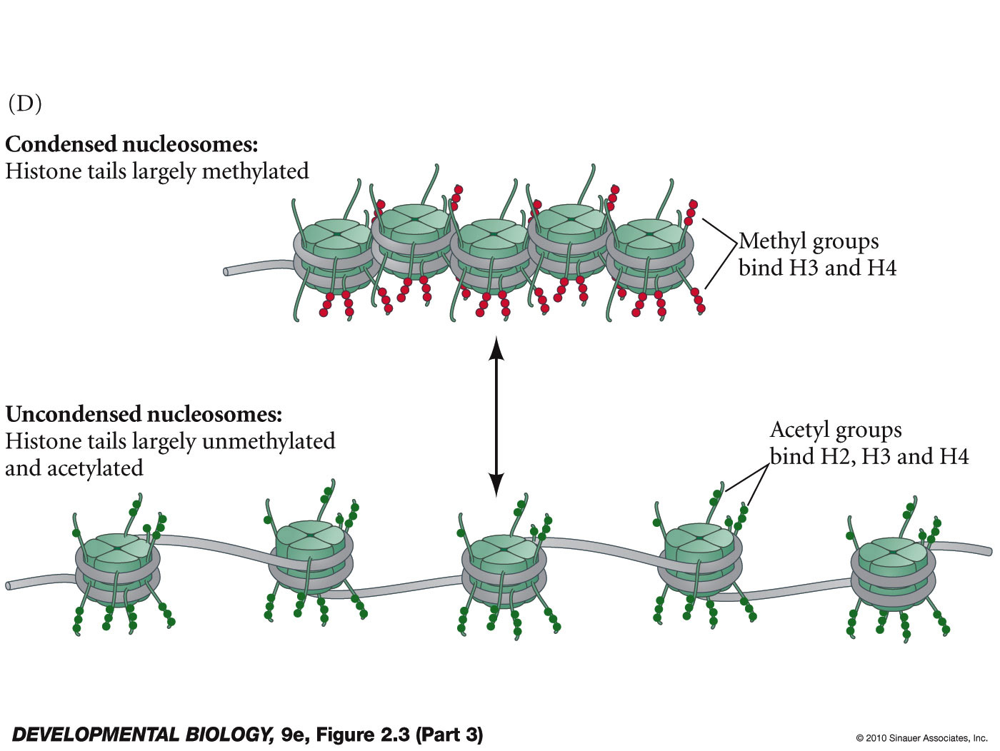 (D)
Condensed nucleosomes:
Histone tails largely methylated
Methyl groups
bind H3 and H4
Uncondensed nucleosomes:
Histone tails largely unmethylated
and acetylated
Acetyl groups
bind H2, H3 and H4
DEVELOPMENTAL BIOLOGY, 9e, Figure 2.3 (Part 3)
© 2010 Sinauer Associates, Inc.